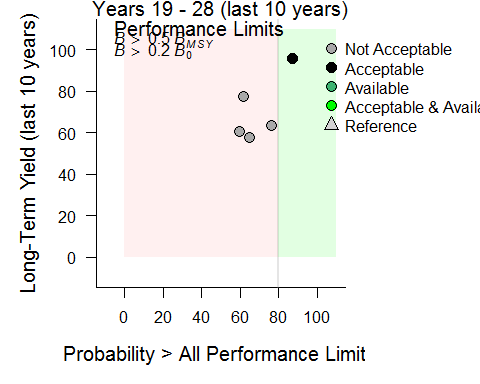 Years 19 - 28 (last 10 years)
Performance Limits
B > 0.5 B_MSY
B > 0.2 B_0
Long-Term Yield (last 10 years)
100
80
60
40
20
0
0 20 40 60 80 100
Probability > All Performance Limit
Not Acceptable
Acceptable
Available
Acceptable & Availa
Reference